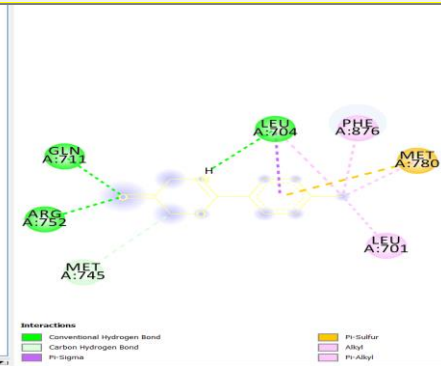 LEU
A:704
PHE
A:876
GLN
A:711
MET
A:780
H
ARG
A:752
LEU
A:701
MET
A:745
Interactions
Conventional Hydrogen Bond
Carbon Hydrogen Bond
Pi-Sigma
Pi-Sulfur
Alkyl
Pi-Alkyl